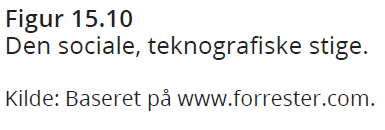 Figur 15.10
Den sociale, teknografiske stige.
Kilde: Baseret på www.forrester.com.